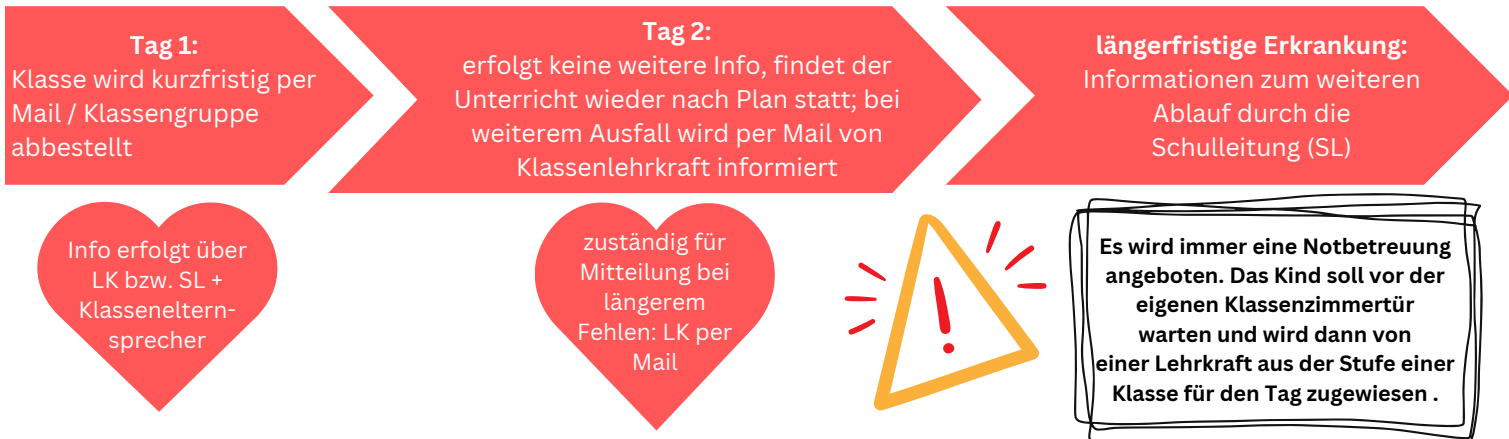 Tag 1:
Klasse wird kurzfristig per
Mail / Klassengruppe
abbestellt
Tag 2:
erfolgt keine weitere Info, findet der
Unterricht wieder nach Plan statt; bei
weiterem Ausfall wird per Mail von
Klassenlehrkraft informiert
längerfristige Erkrankung:
Informationen zum weiteren
Ablauf durch die
Schulleitung (SL)
Info erfolgt über
LK bzw. SL +
Klasseneltern-
sprecher
zuständig für
Mitteilung bei
längerem
Fehlen: LK per
Mail
!
Es wird immer eine Notbetreuung
angeboten. Das Kind soll vor der
eigenen Klassenzimmertür
warten und wird dann von
einer Lehrkraft aus der Stufe einer
Klasse für den Tag zugewiesen .